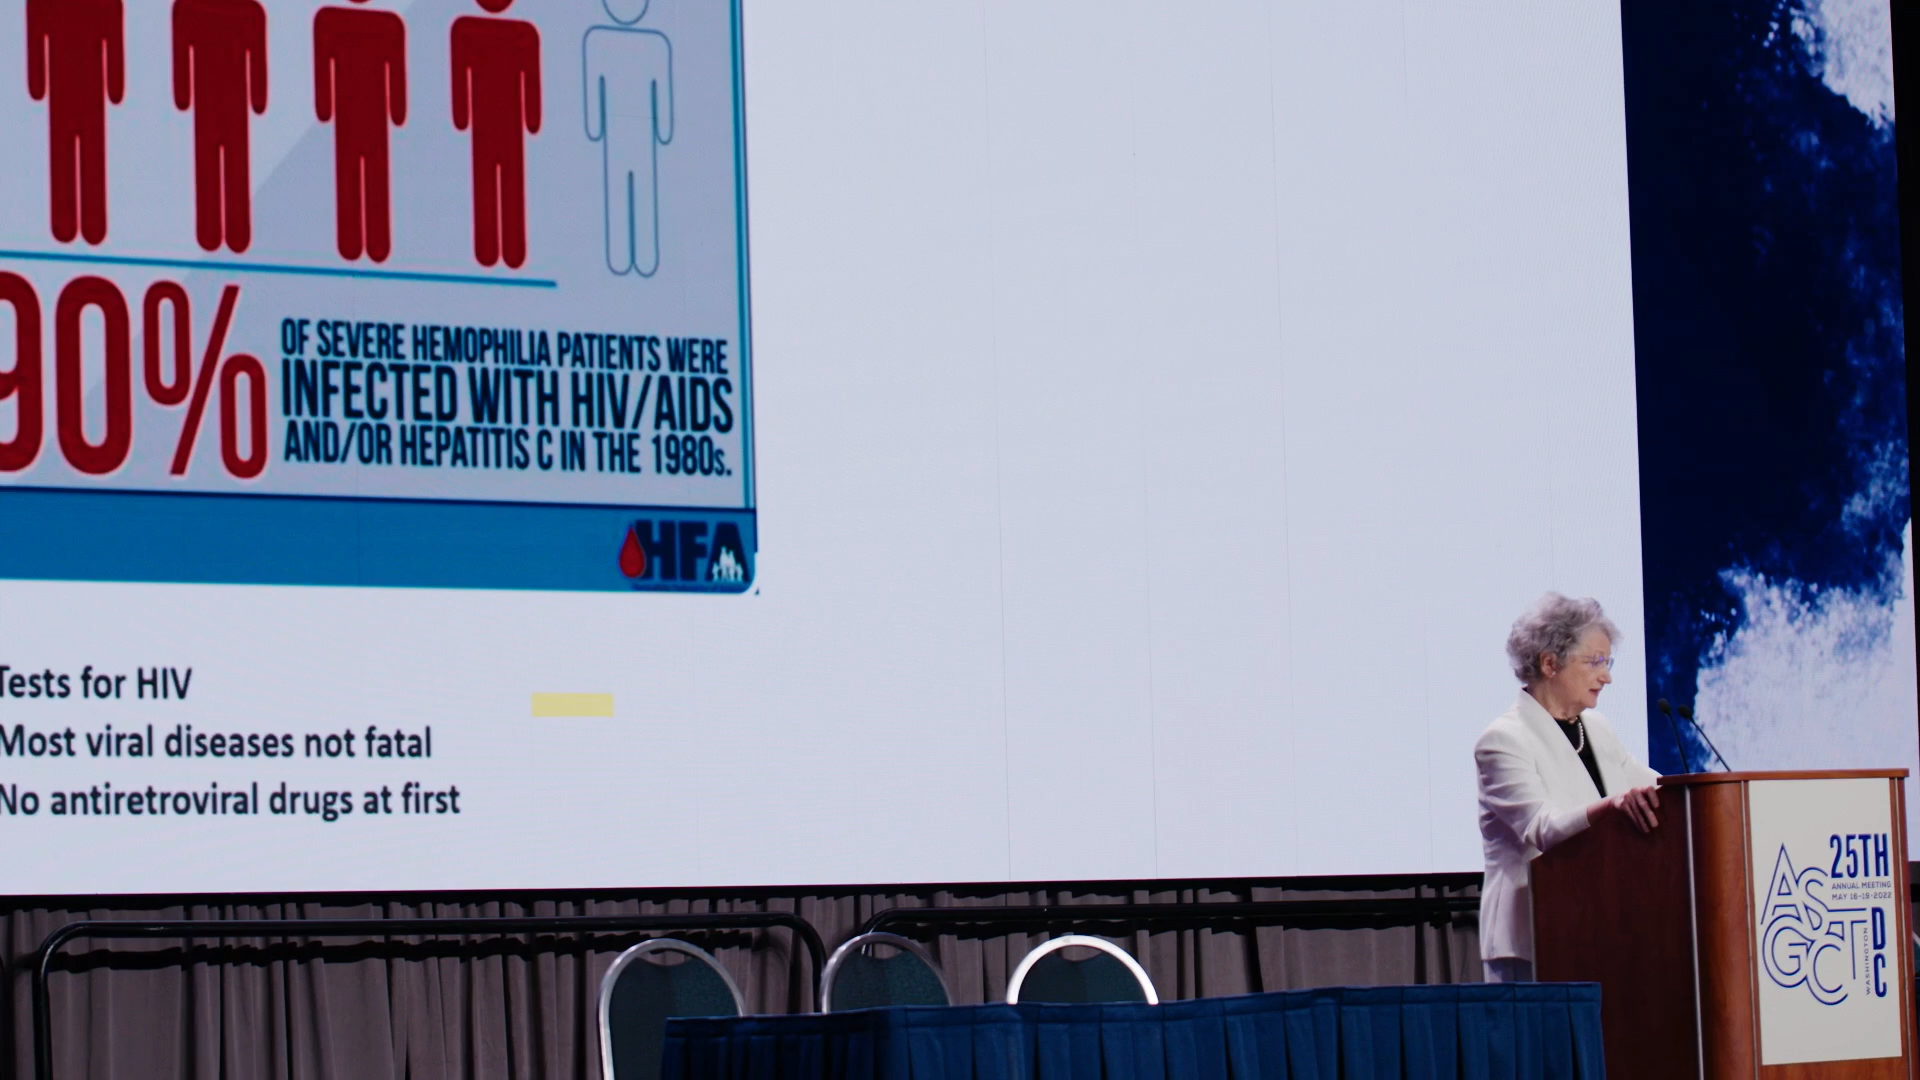 90%
OF SEVERE HEMOPHILIA PATIENTS WERE
INFECTED WITH HIV/AIDS
AND/OR HEPATITIS C IN THE 1980s.
HFA
Tests for HIV
Most viral diseases not fatal
No antiretroviral drugs at first
25TH
ANNUAL MEETING
MAY 16-19-2022
ASGCT
WASHINGTON
DC